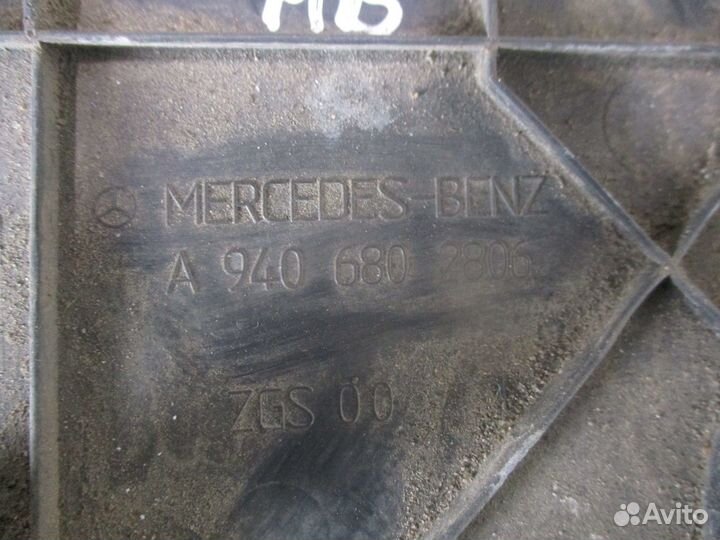 MB
MERCEDES-BENZ
A 940 680 2806
ZGS 00
Avito